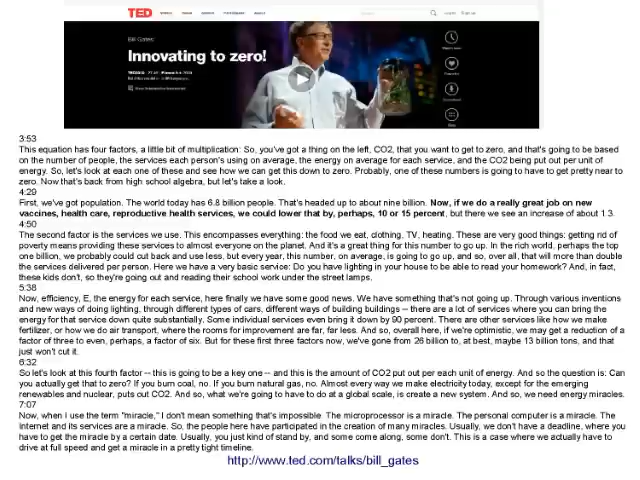 TED
Bill Gates:
Innovating to zero!
3:53
This equation has four factors, a little bit of multiplication: So, you've got a thing on the left, CO2, that you want to get to zero, and that's going to be based
on the number of people, the services each person's using on average, the energy on average for each service, and the CO2 being put out per unit of
energy. So, let's look at each one of these and see how we can get this down to zero. Probably, one of these numbers is going to have to get pretty near to
zero. Now that's back from high school algebra, but let's take a look.
4:29
First, we've got population. The world today has 6.8 billion people. That's headed up to about nine billion. Now, if we do a really great job on new
vaccines, health care, reproductive health services, we could lower that by, perhaps, 10 or 15 percent, but there we see an increase of about 1.3.
4:50
The second factor is the services we use. This encompasses everything: the food we eat, clothing, TV, heating. These are very good things: getting rid of
poverty means providing these services to almost everyone on the planet. And it's a great thing for this number to go up. In the rich world, perhaps the top
one billion, we probably could cut back and use less, but every year, this number, on average, is going to go up, and so, over all, that will more than double
the services delivered per person. Here we have a very basic service: Do you have lighting in your house to be able to read your homework? And, in fact,
these kids don't, so they're going out and reading their school work under the street lamps.
5:38
Now, efficiency, E, the energy for each service, here finally we have some good news. We have something that's not going up. Through various inventions
and new ways of doing lighting, through different types of cars, different ways of building buildings -- there are a lot of services where you can bring the
energy for that service down quite substantially. Some individual services even bring it down by 90 percent. There are other services like how we make
fertilizer, or how we do air transport, where the rooms for improvement are far, far less. And so, overall here, if we're optimistic, we may get a reduction of a
factor of three to even, perhaps, a factor of six. But for these first three factors now, we've gone from 26 billion to, at best, maybe 13 billion tons, and that
just won't cut it.
6:32
So let's look at this fourth factor -- this is going to be a key one -- and this is the amount of CO2 put out per each unit of energy. And so the question is: Can
you actually get that to zero? If you burn coal, no. If you burn natural gas, no. Almost every way we make electricity today, except for the emerging
renewables and nuclear, puts out CO2. And so, what we're going to have to do at a global scale, is create a new system. And so, we need energy miracles.
7:07
Now, when I use the term "miracle," I don't mean something that's impossible. The microprocessor is a miracle. The personal computer is a miracle. The
Internet and its services are a miracle. So, the people here have participated in the creation of many miracles. Usually, we don't have a deadline, where you
have to get the miracle by a certain date. Usually, you just kind of stand by, and some come along, some don't. This is a case where we actually have to
drive at full speed and get a miracle in a pretty tight timeline.
http://www.ted.com/talks/bill_gates